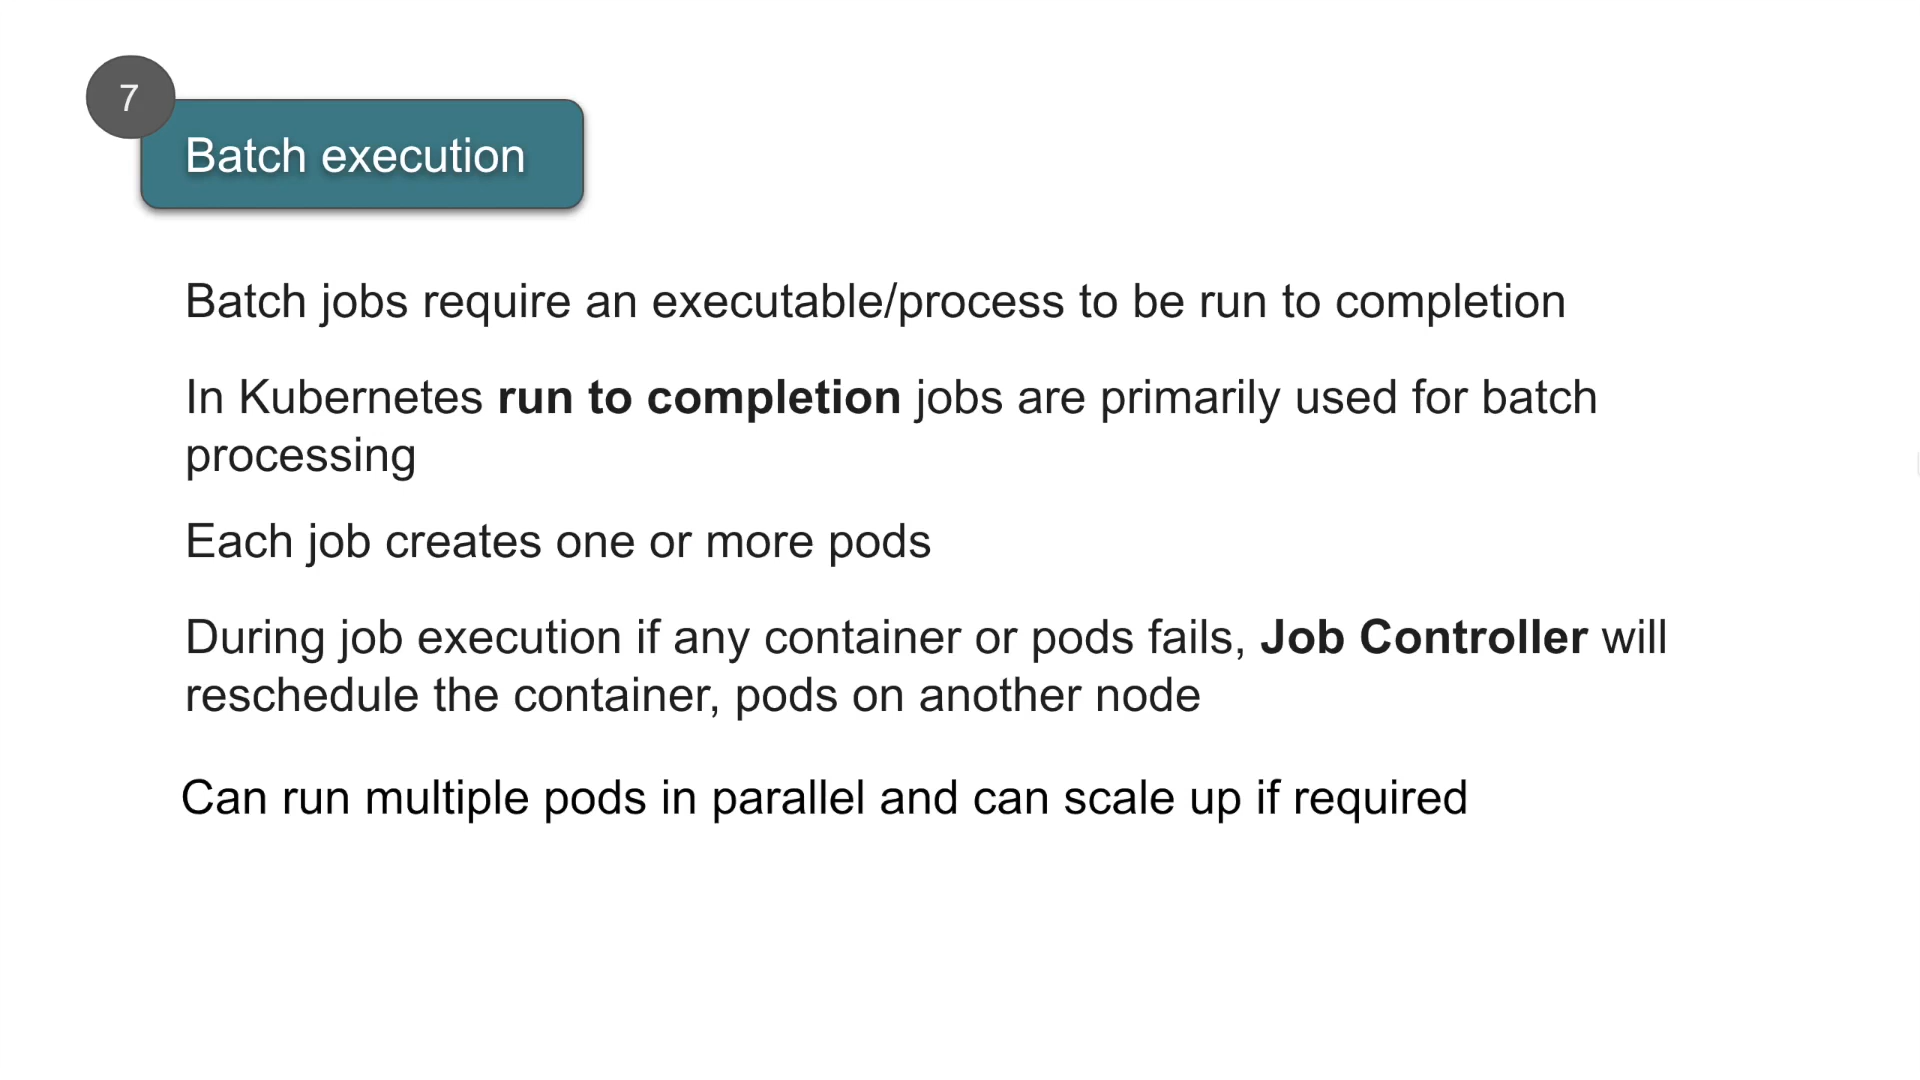 7
Batch execution
Batch jobs require an executable/process to be run to completion
In Kubernetes run to completion jobs are primarily used for batch
processing
Each job creates one or more pods
During job execution if any container or pods fails, Job Controller will
reschedule the container, pods on another node
Can run multiple pods in parallel and can scale up if required